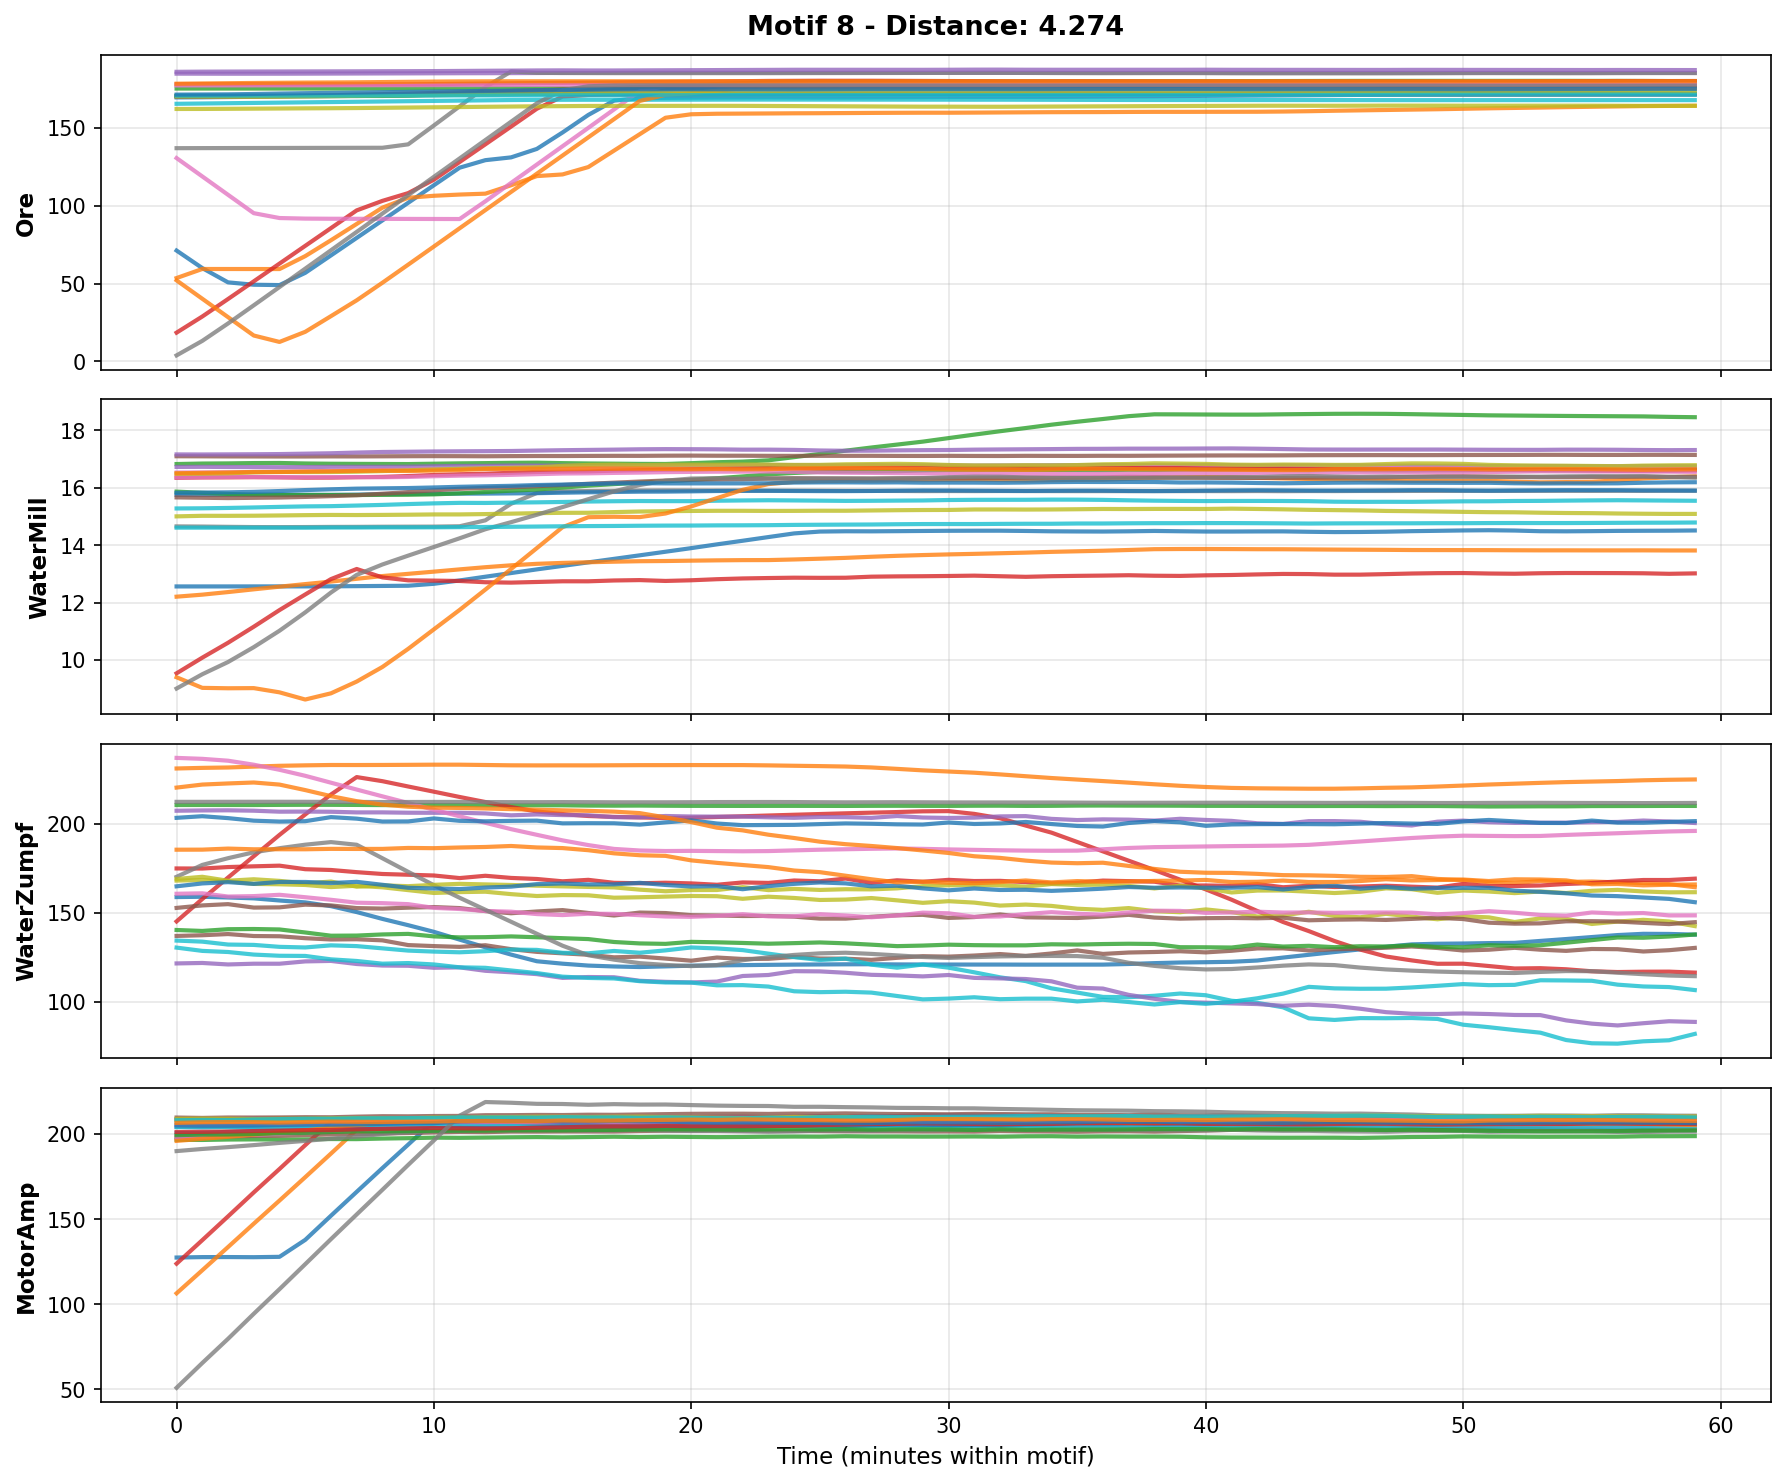 Motif 8 - Distance: 4.274
Ore
150
100
50
0
WaterMill
18
16
14
12
10
WaterZumpf
200
150
100
MotorAmp
200
150
100
50
0 10 20 30 40 50 60
Time (minutes within motif)